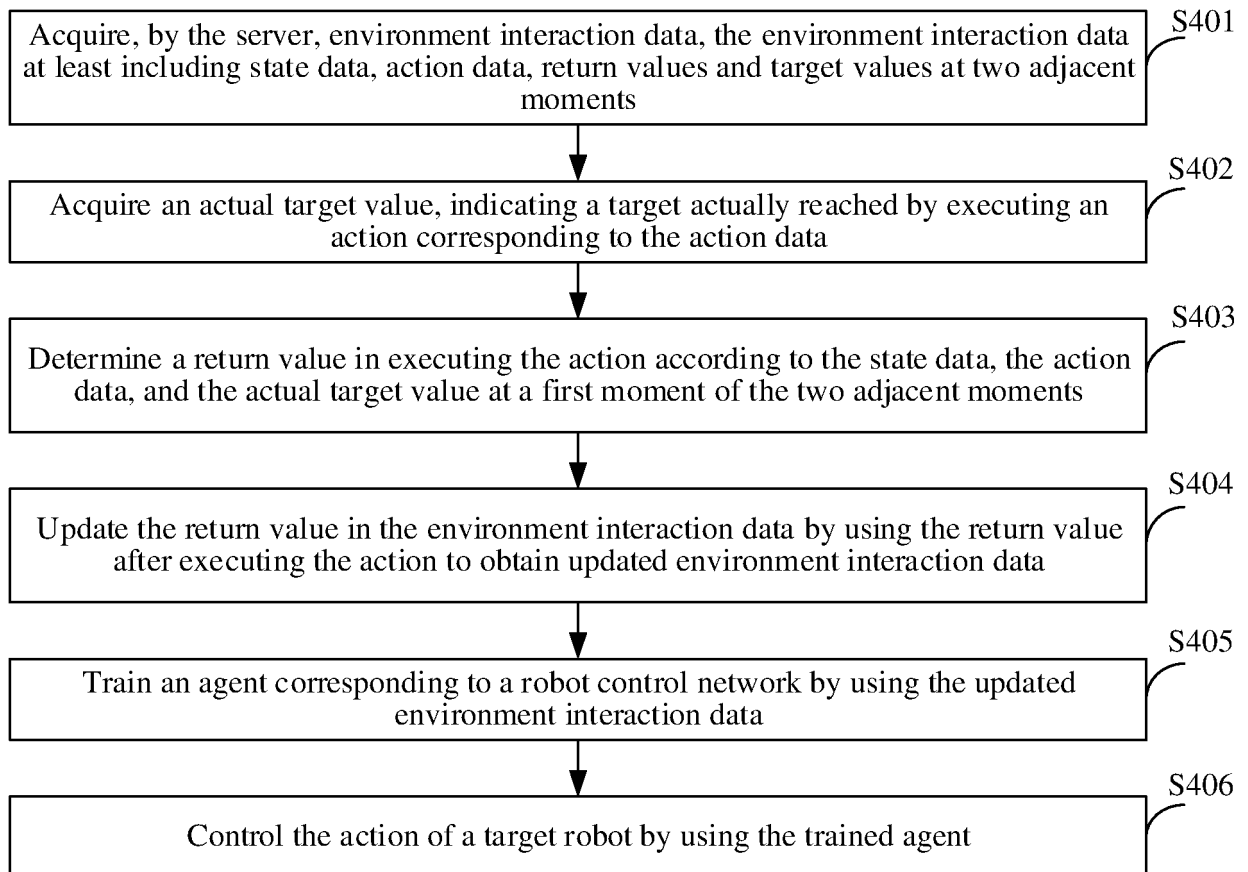 S401
Acquire, by the server, environment interaction data, the environment interaction data
at least including state data, action data, return values and target values at two adjacent
moments
S402
Acquire an actual target value, indicating a target actually reached by executing an
action corresponding to the action data
S403
Determine a return value in executing the action according to the state data, the action
data, and the actual target value at a first moment of the two adjacent moments
S404
Update the return value in the environment interaction data by using the return value
after executing the action to obtain updated environment interaction data
S405
Train an agent corresponding to a robot control network by using the updated
environment interaction data
S406
Control the action of a target robot by using the trained agent